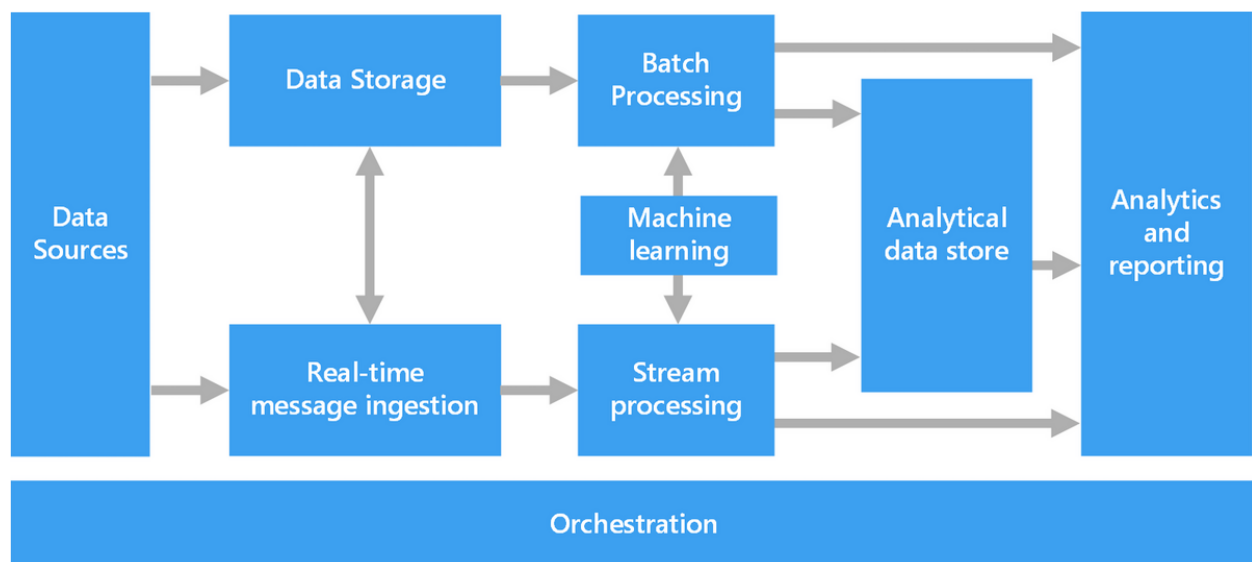 Data
Sources
Data Storage
Real-time
message ingestion
Batch
Processing
Machine
learning
Stream
processing
Analytical
data store
Analytics
and
reporting
Orchestration